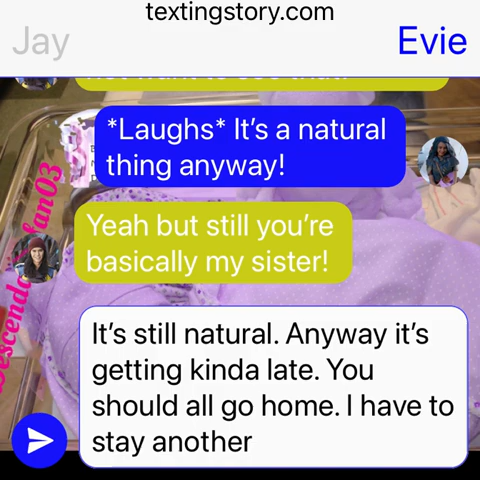 textingstory.com
Jay
Evie
*Laughs* It's a natural
thing anyway!
Yeah but still you're
basically my sister!
It's still natural. Anyway it's
getting kinda late. You
should all go home. I have to
stay another